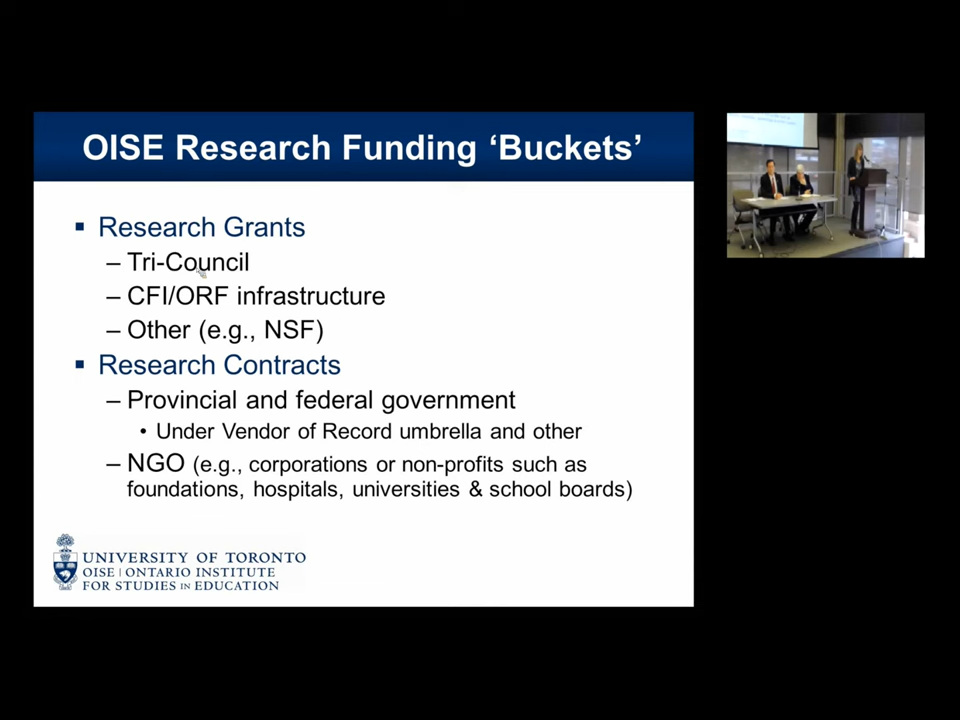 OISE Research Funding ‘Buckets’
▪ Research Grants
– Tri-Council
– CFI/ORF infrastructure
– Other (e.g., NSF)
▪ Research Contracts
– Provincial and federal government
• Under Vendor of Record umbrella and other
– NGO (e.g., corporations or non-profits such as
foundations, hospitals, universities & school boards)
UNIVERSITY OF TORONTO
OISE | ONTARIO INSTITUTE
FOR STUDIES IN EDUCATION